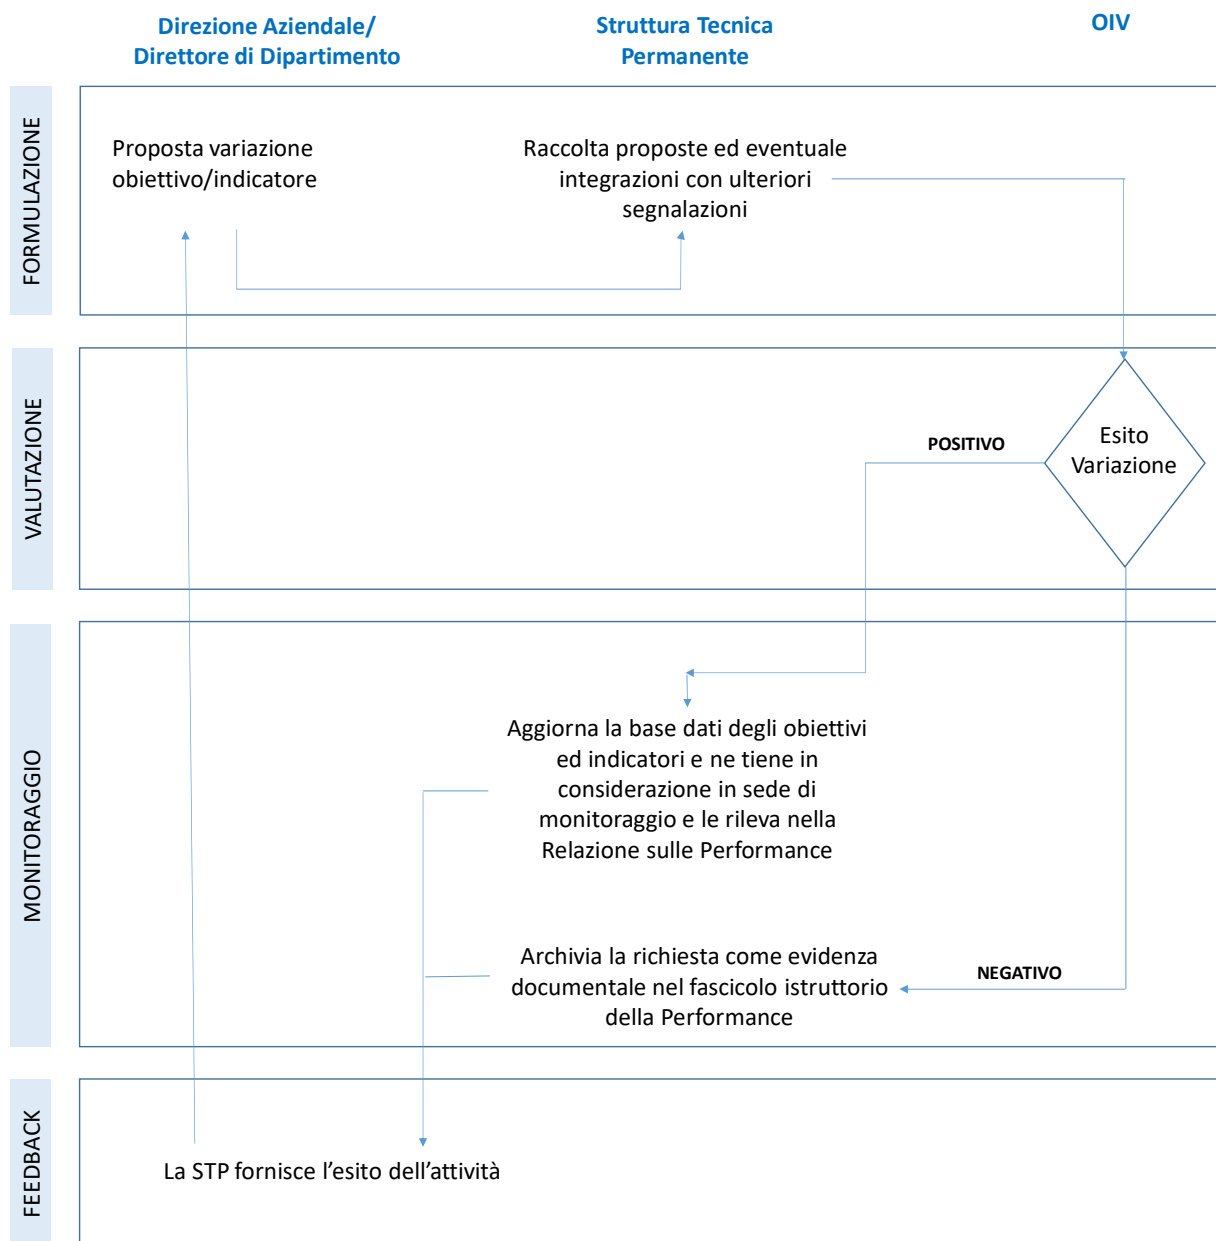 Direzione Aziendale/
Direttore di Dipartimento
Struttura Tecnica
Permanente
OIV
FORMULAZIONE
Proposta variazione
obiettivo/indicatore
Raccolta proposte ed eventuale
integrazioni con ulteriori
segnalazioni
VALUTAZIONE
POSITIVO
Esito
Variazione
MONITORAGGIO
Aggiorna la base dati degli obiettivi
ed indicatori e ne tiene in
considerazione in sede di
monitoraggio e le rileva nella
Relazione sulle Performance
Archivia la richiesta come evidenza
documentale nel fascicolo istruttorio
della Performance
NEGATIVO
FEEDBACK
La STP fornisce l'esito dell'attività